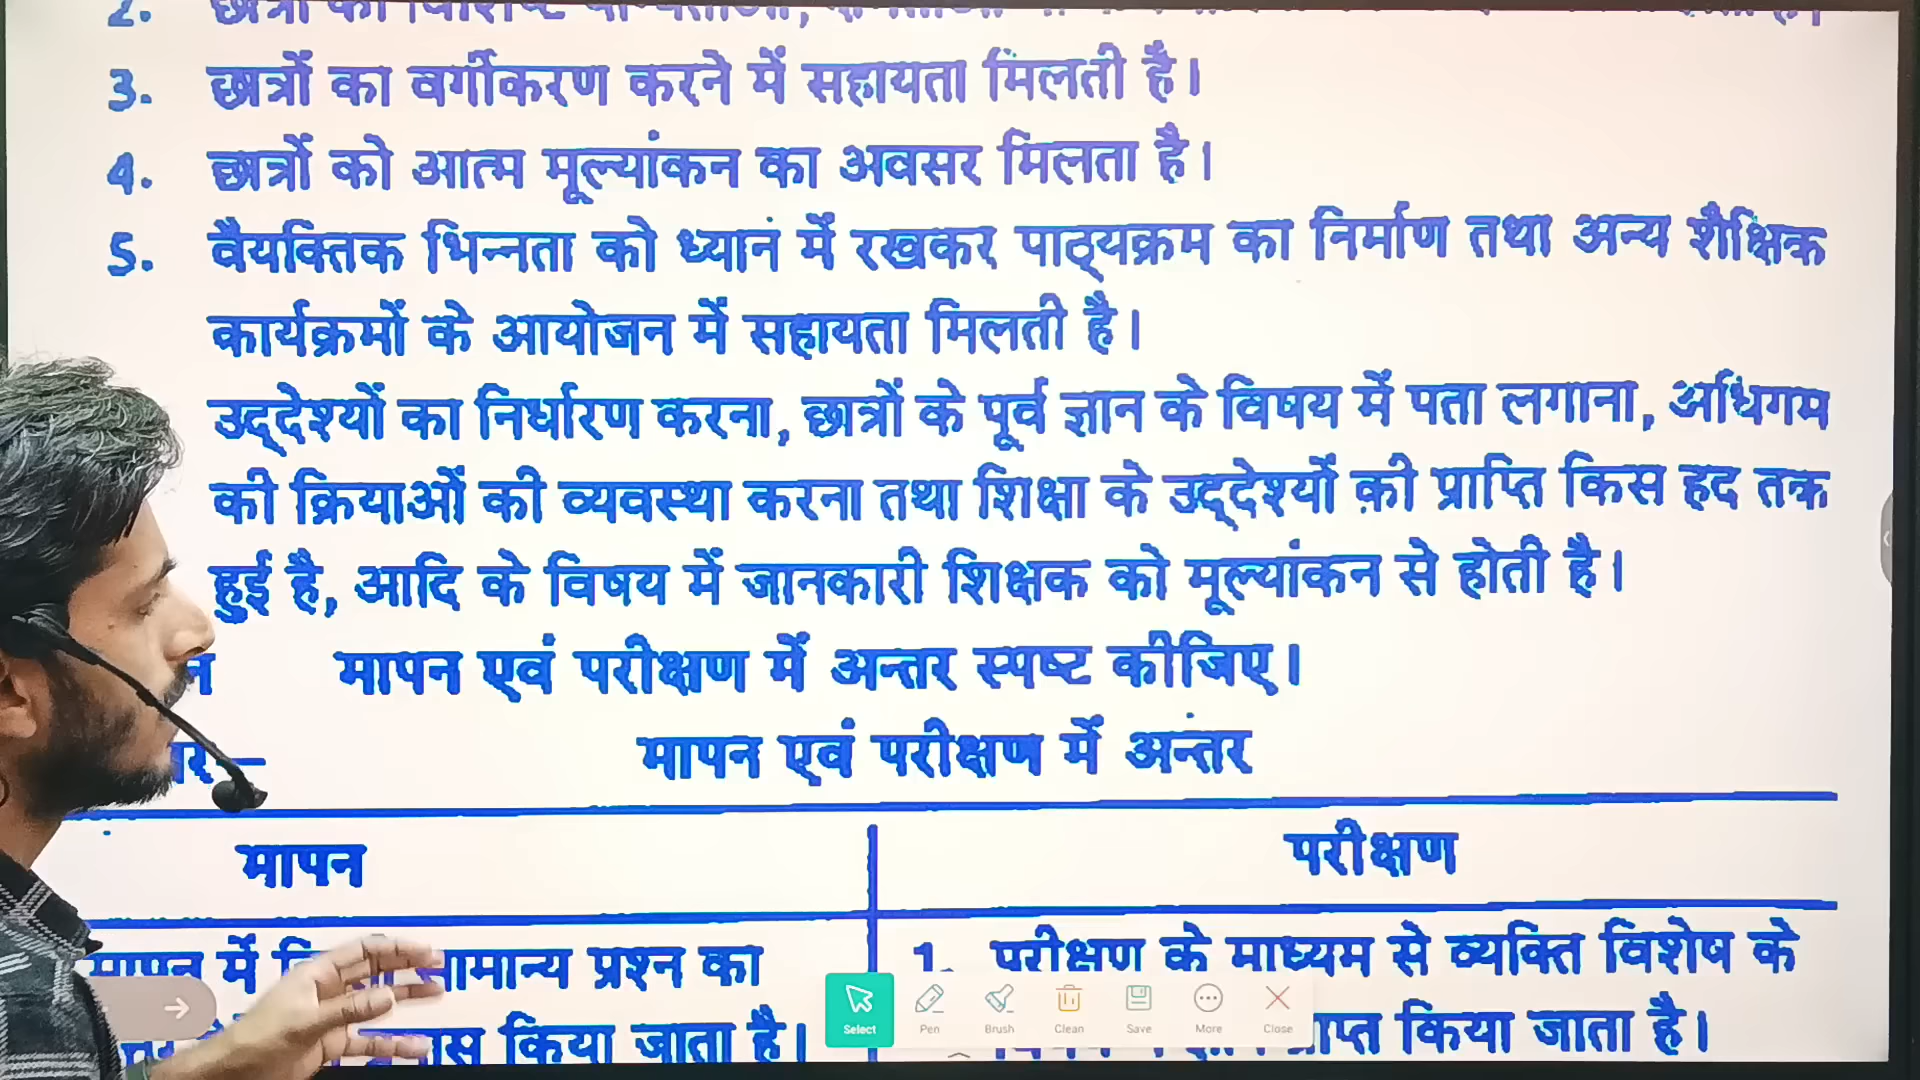 2.
3. छात्रों का वर्गीकरण करने में सहायता मिलती है।
4. छात्रों को आत्म मूल्यांकन का अवसर मिलता है।
5. वैयक्तिक भिन्नता को ध्यान में रखकर पाठ्यक्रम का निर्माण तथा अन्य शैक्षिक
कार्यक्रमों के आयोजन में सहायता मिलती है।
उद्देश्यों का निर्धारण करना, छात्रों के पूर्व ज्ञान के विषय में पता लगाना, अधिगम
की क्रियाओं की व्यवस्था करना तथा शिक्षा के उद्देश्यों की प्राप्ति किस हद तक
हुई है, आदि के विषय में जानकारी शिक्षक को मूल्यांकन से होती है।
मापन एवं परीक्षण में अन्तर स्पष्ट कीजिए।
मापन एवं परीक्षण में अन्तर
मापन
परीक्षण
मापन में सामान्य प्रश्न का
किया जाता है।
1. परीक्षण के माध्यम से व्यक्ति विशेष के
किया जाता है।
Select Pen Brush Clean Save More Close